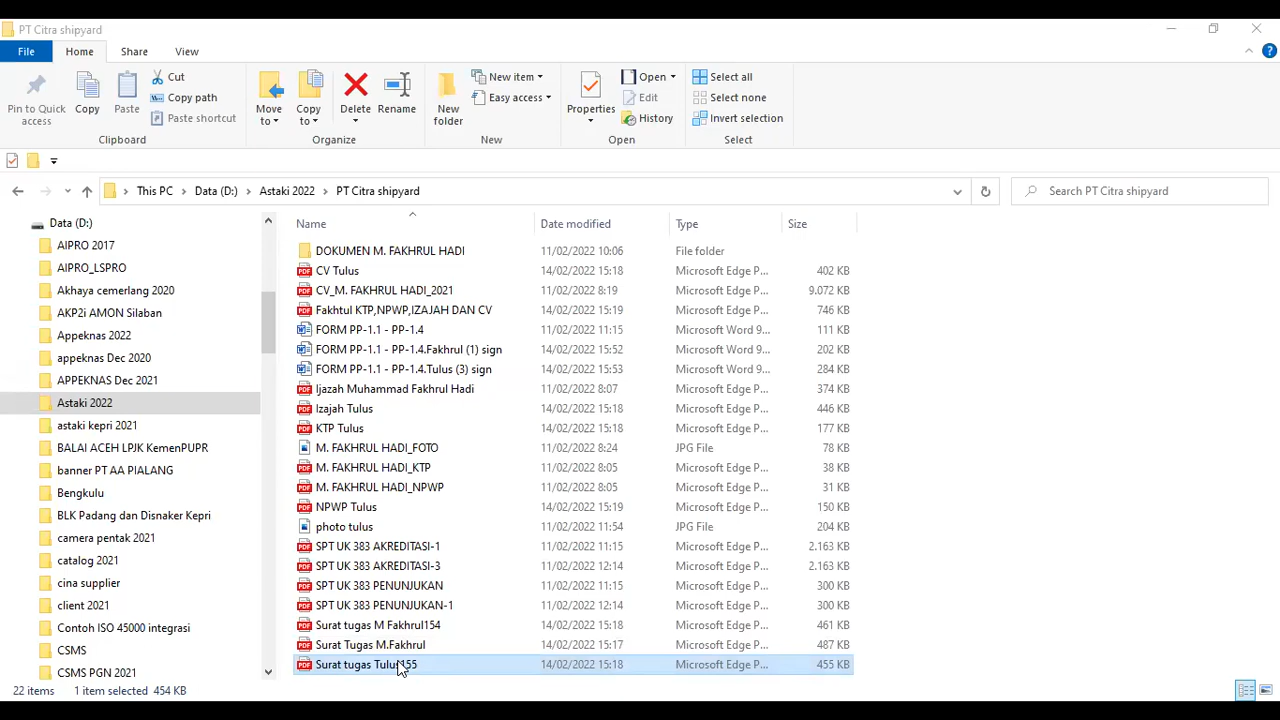 PT Citra shipyard
File Home Share View
Pin to Quick access
Copy
Paste
Cut
Copy path
Paste shortcut
Clipboard
Move to
Copy to
Delete
Rename
Organize
New folder
New item
Easy access
New
Properties
Open
Edit
History
Open
Select all
Select none
Invert selection
Select
This PC Data (D:) Astaki 2022 PT Citra shipyard
Search PT Citra shipyard
Data (D:)
AIPRO 2017
AIPRO_LSPRO
Akhaya cemerlang 2020
AKP2i AMON Silaban
Appeknas 2022
appeknas Dec 2020
APPEKNAS Dec 2021
Astaki 2022
astaki kepri 2021
BALAI ACEH LPJK KemenPUPR
banner PT AA PIALANG
Bengkulu
BLK Padang dan Disnaker Kepri
camera pentak 2021
catalog 2021
cina supplier
client 2021
Contoh ISO 45000 integrasi
CSMS
CSMS PGN 2021
Name Date modified Type Size
DOKUMEN M. FAKHRUL HADI 11/02/2022 10:06 File folder
CV Tulus 14/02/2022 15:18 Microsoft Edge P... 402 KB
CV_M. FAKHRUL HADI_2021 11/02/2022 8:19 Microsoft Edge P... 9.072 KB
Fakhtul KTP,NPWP,IZAJAH DAN CV 14/02/2022 15:19 Microsoft Edge P... 746 KB
FORM PP-1.1 - PP-1.4 11/02/2022 11:15 Microsoft Word 9... 111 KB
FORM PP-1.1 - PP-1.4.Fakhrul (1) sign 14/02/2022 15:52 Microsoft Word 9... 202 KB
FORM PP-1.1 - PP-1.4.Tulus (3) sign 14/02/2022 15:53 Microsoft Word 9... 284 KB
Ijazah Muhammad Fakhrul Hadi 11/02/2022 8:07 Microsoft Edge P... 374 KB
Izajah Tulus 14/02/2022 15:18 Microsoft Edge P... 446 KB
KTP Tulus 14/02/2022 15:18 Microsoft Edge P... 177 KB
M. FAKHRUL HADI_FOTO 11/02/2022 8:24 JPG File 78 KB
M. FAKHRUL HADI_KTP 11/02/2022 8:05 Microsoft Edge P... 38 KB
M. FAKHRUL HADI_NPWP 11/02/2022 8:05 Microsoft Edge P... 31 KB
NPWP Tulus 14/02/2022 15:19 Microsoft Edge P... 150 KB
photo tulus 11/02/2022 11:54 JPG File 204 KB
SPT UK 383 AKREDITASI-1 11/02/2022 11:15 Microsoft Edge P... 2.163 KB
SPT UK 383 AKREDITASI-3 11/02/2022 12:14 Microsoft Edge P... 2.163 KB
SPT UK 383 PENUNJUKAN 11/02/2022 11:15 Microsoft Edge P... 300 KB
SPT UK 383 PENUNJUKAN-1 11/02/2022 12:14 Microsoft Edge P... 300 KB
Surat tugas M Fakhrul154 14/02/2022 15:18 Microsoft Edge P... 461 KB
Surat Tugas M.Fakhrul 14/02/2022 15:17 Microsoft Edge P... 487 KB
Surat tugas Tulus155 14/02/2022 15:18 Microsoft Edge P... 455 KB
22 items 1 item selected 454 KB